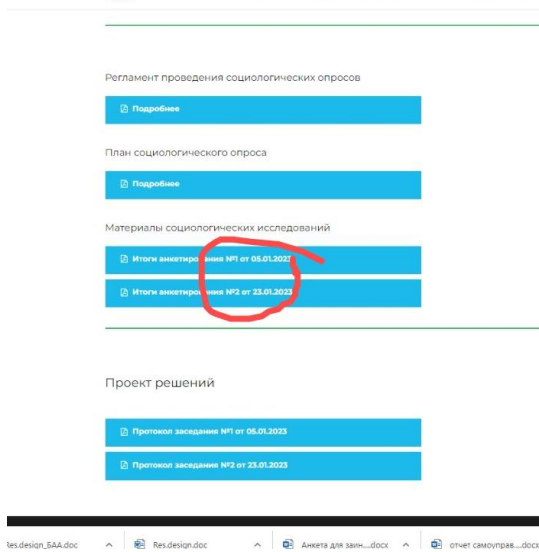 Регламент проведения социологических опросов
Подробнее
План социологического опроса
Подробнее
Материалы социологических исследований
Итоги анкетирования №1 от 05.01.2023
Итоги анкетирования №2 от 23.01.2023
Проект решений
Протокол заседания №1 от 05.01.2023
Протокол заседания №2 от 23.01.2023
Res.design_БАА.doc Res.design.doc Анкета для заин....docx отчет самоуправ....docx